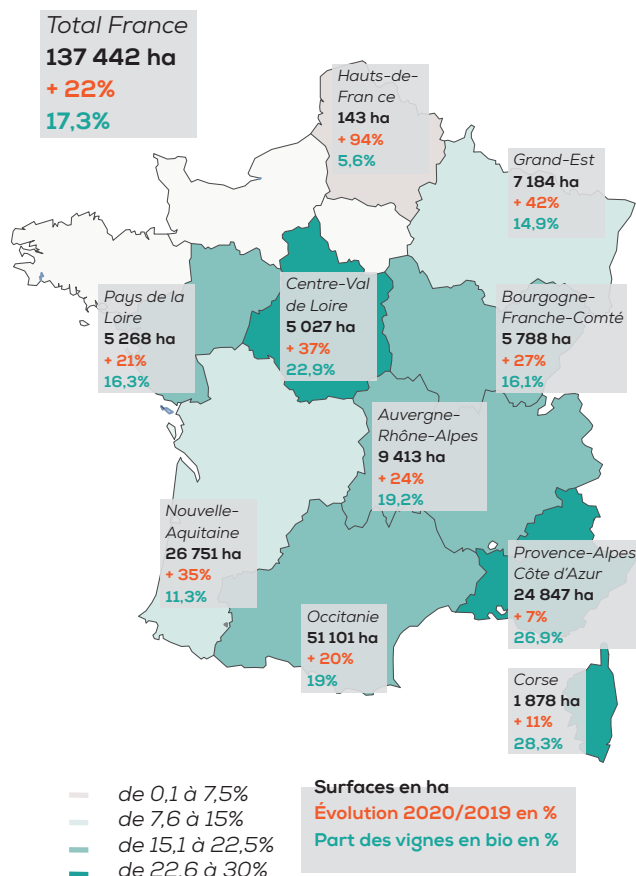 Total France
137 442 ha
+ 22%
17,3%
Hauts-de-
Fran ce
143 ha
+ 94%
5,6%
Grand-Est
7 184 ha
+ 42%
14,9%
Pays de la
Loire
5 268 ha
+ 21%
16,3%
Centre-Val
de Loire
5 027 ha
+ 37%
22,9%
Bourgogne-
Franche-Comté
5 788 ha
+ 27%
16,1%
Auvergne-
Rhône-Alpes
9 413 ha
+ 24%
19,2%
Nouvelle-
Aquitaine
26 751 ha
+ 35%
11,3%
Provence-Alpes
Côte d'Azur
24 847 ha
+ 7%
26,9%
Occitanie
51 101 ha
+ 20%
19%
Corse
1 878 ha
+ 11%
28,3%
de 0,1 à 7,5%
de 7,6 à 15%
de 15,1 à 22,5%
de 22,6 à 30%
Surfaces en ha
Évolution 2020/2019 en %
Part des vignes en bio en %